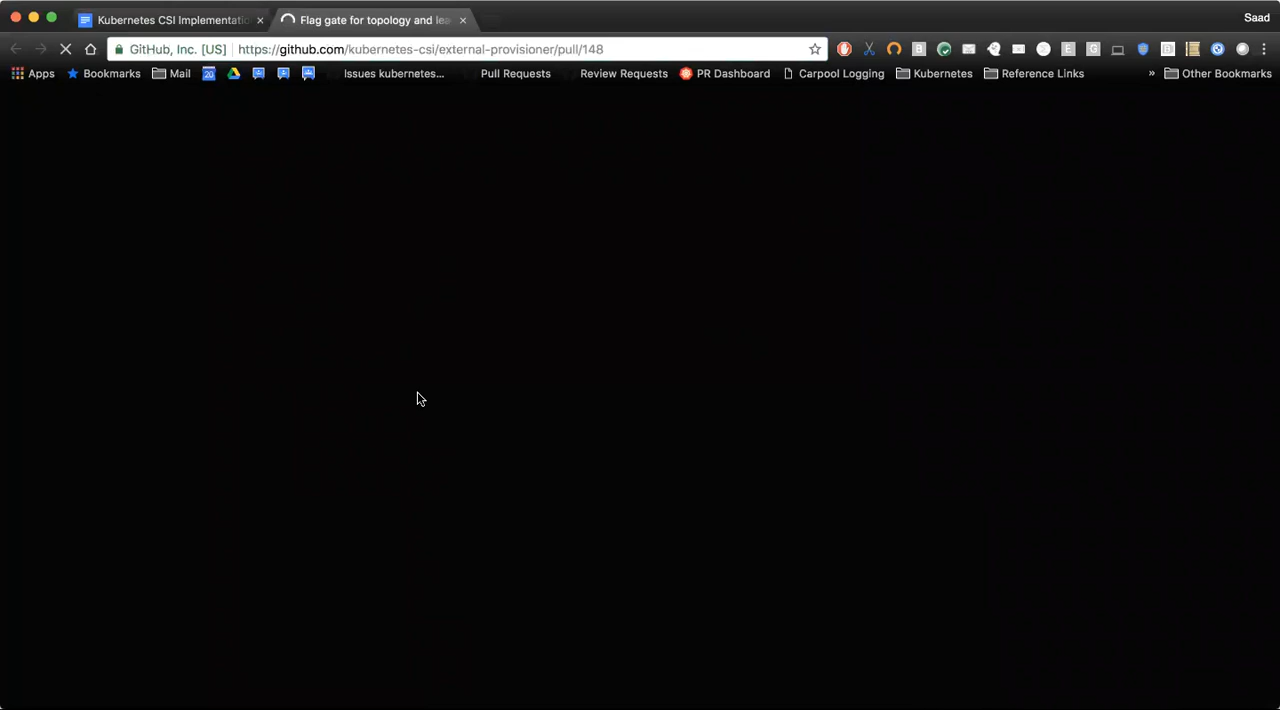 Kubernetes CSI Implementatio
Flag gate for topology and lea
Saad
GitHub, Inc. [US] https://github.com/kubernetes-csi/external-provisioner/pull/148
Apps Bookmarks Mail 20 Issues kubernetes... Pull Requests Review Requests PR Dashboard Carpool Logging Kubernetes Reference Links » Other Bookmarks